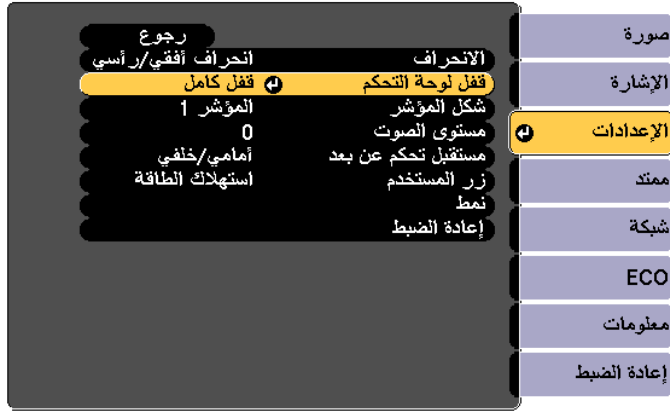 صورة
الإشارة
الإعدادات
ممتد
شبكة
ECO
معلومات
إعادة الضبط
رجوع
الانحراف انحراف أفقي/رأسي
قفل لوحة التحكم قفل كامل
شكل المؤشر المؤشر 1
مستوى الصوت 0
مستقبل تحكم عن بعد أمامي/خلفي
زر المستخدم استهلاك الطاقة
نمط
إعادة الضبط